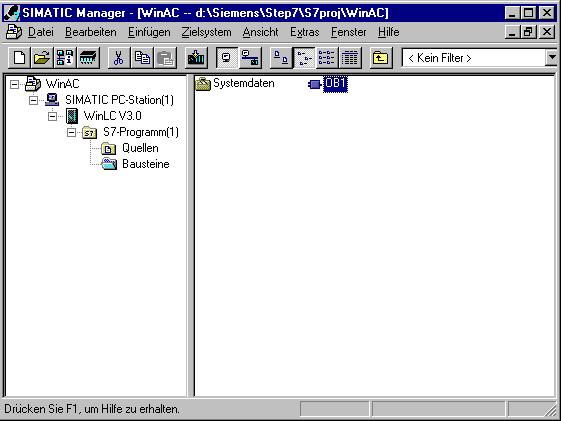 SIMATIC Manager - [WinAC -- d:\Siemens\Step7\S7proj\WinAC]
Datei Bearbeiten Einfügen Zielsystem Ansicht Extras Fenster Hilfe
< Kein Filter >
WinAC
SIMATIC PC-Station(1)
WinLC V3.0
S7-Programm(1)
Quellen
Bausteine
Systemdaten OB1
Drücken Sie F1, um Hilfe zu erhalten.